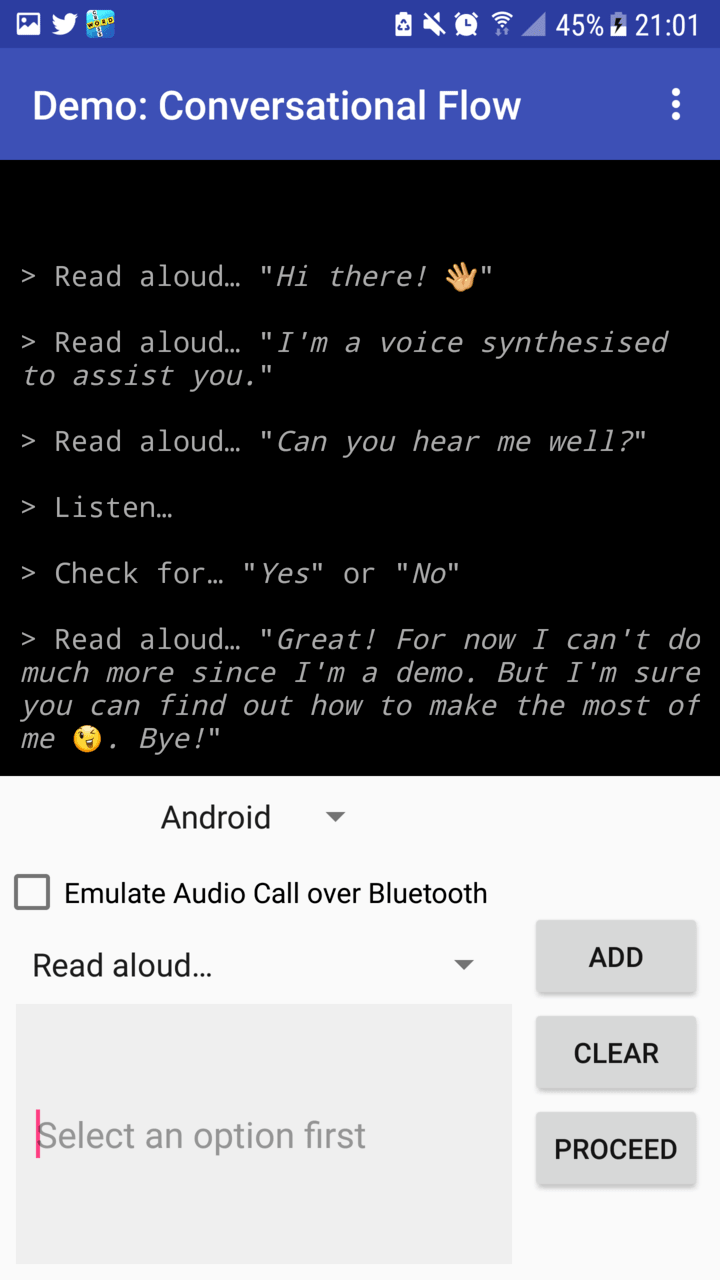 45% 21:01
Demo: Conversational Flow
> Read aloud… "Hi there! 👋"
> Read aloud… "I'm a voice synthesised
to assist you."
> Read aloud… "Can you hear me well?"
> Listen…
> Check for… "Yes" or "No"
> Read aloud… "Great! For now I can't do
much more since I'm a demo. But I'm sure
you can find out how to make the most of
me 😜. Bye!"
Android
Emulate Audio Call over Bluetooth
Read aloud…
ADD
CLEAR
Select an option first
PROCEED